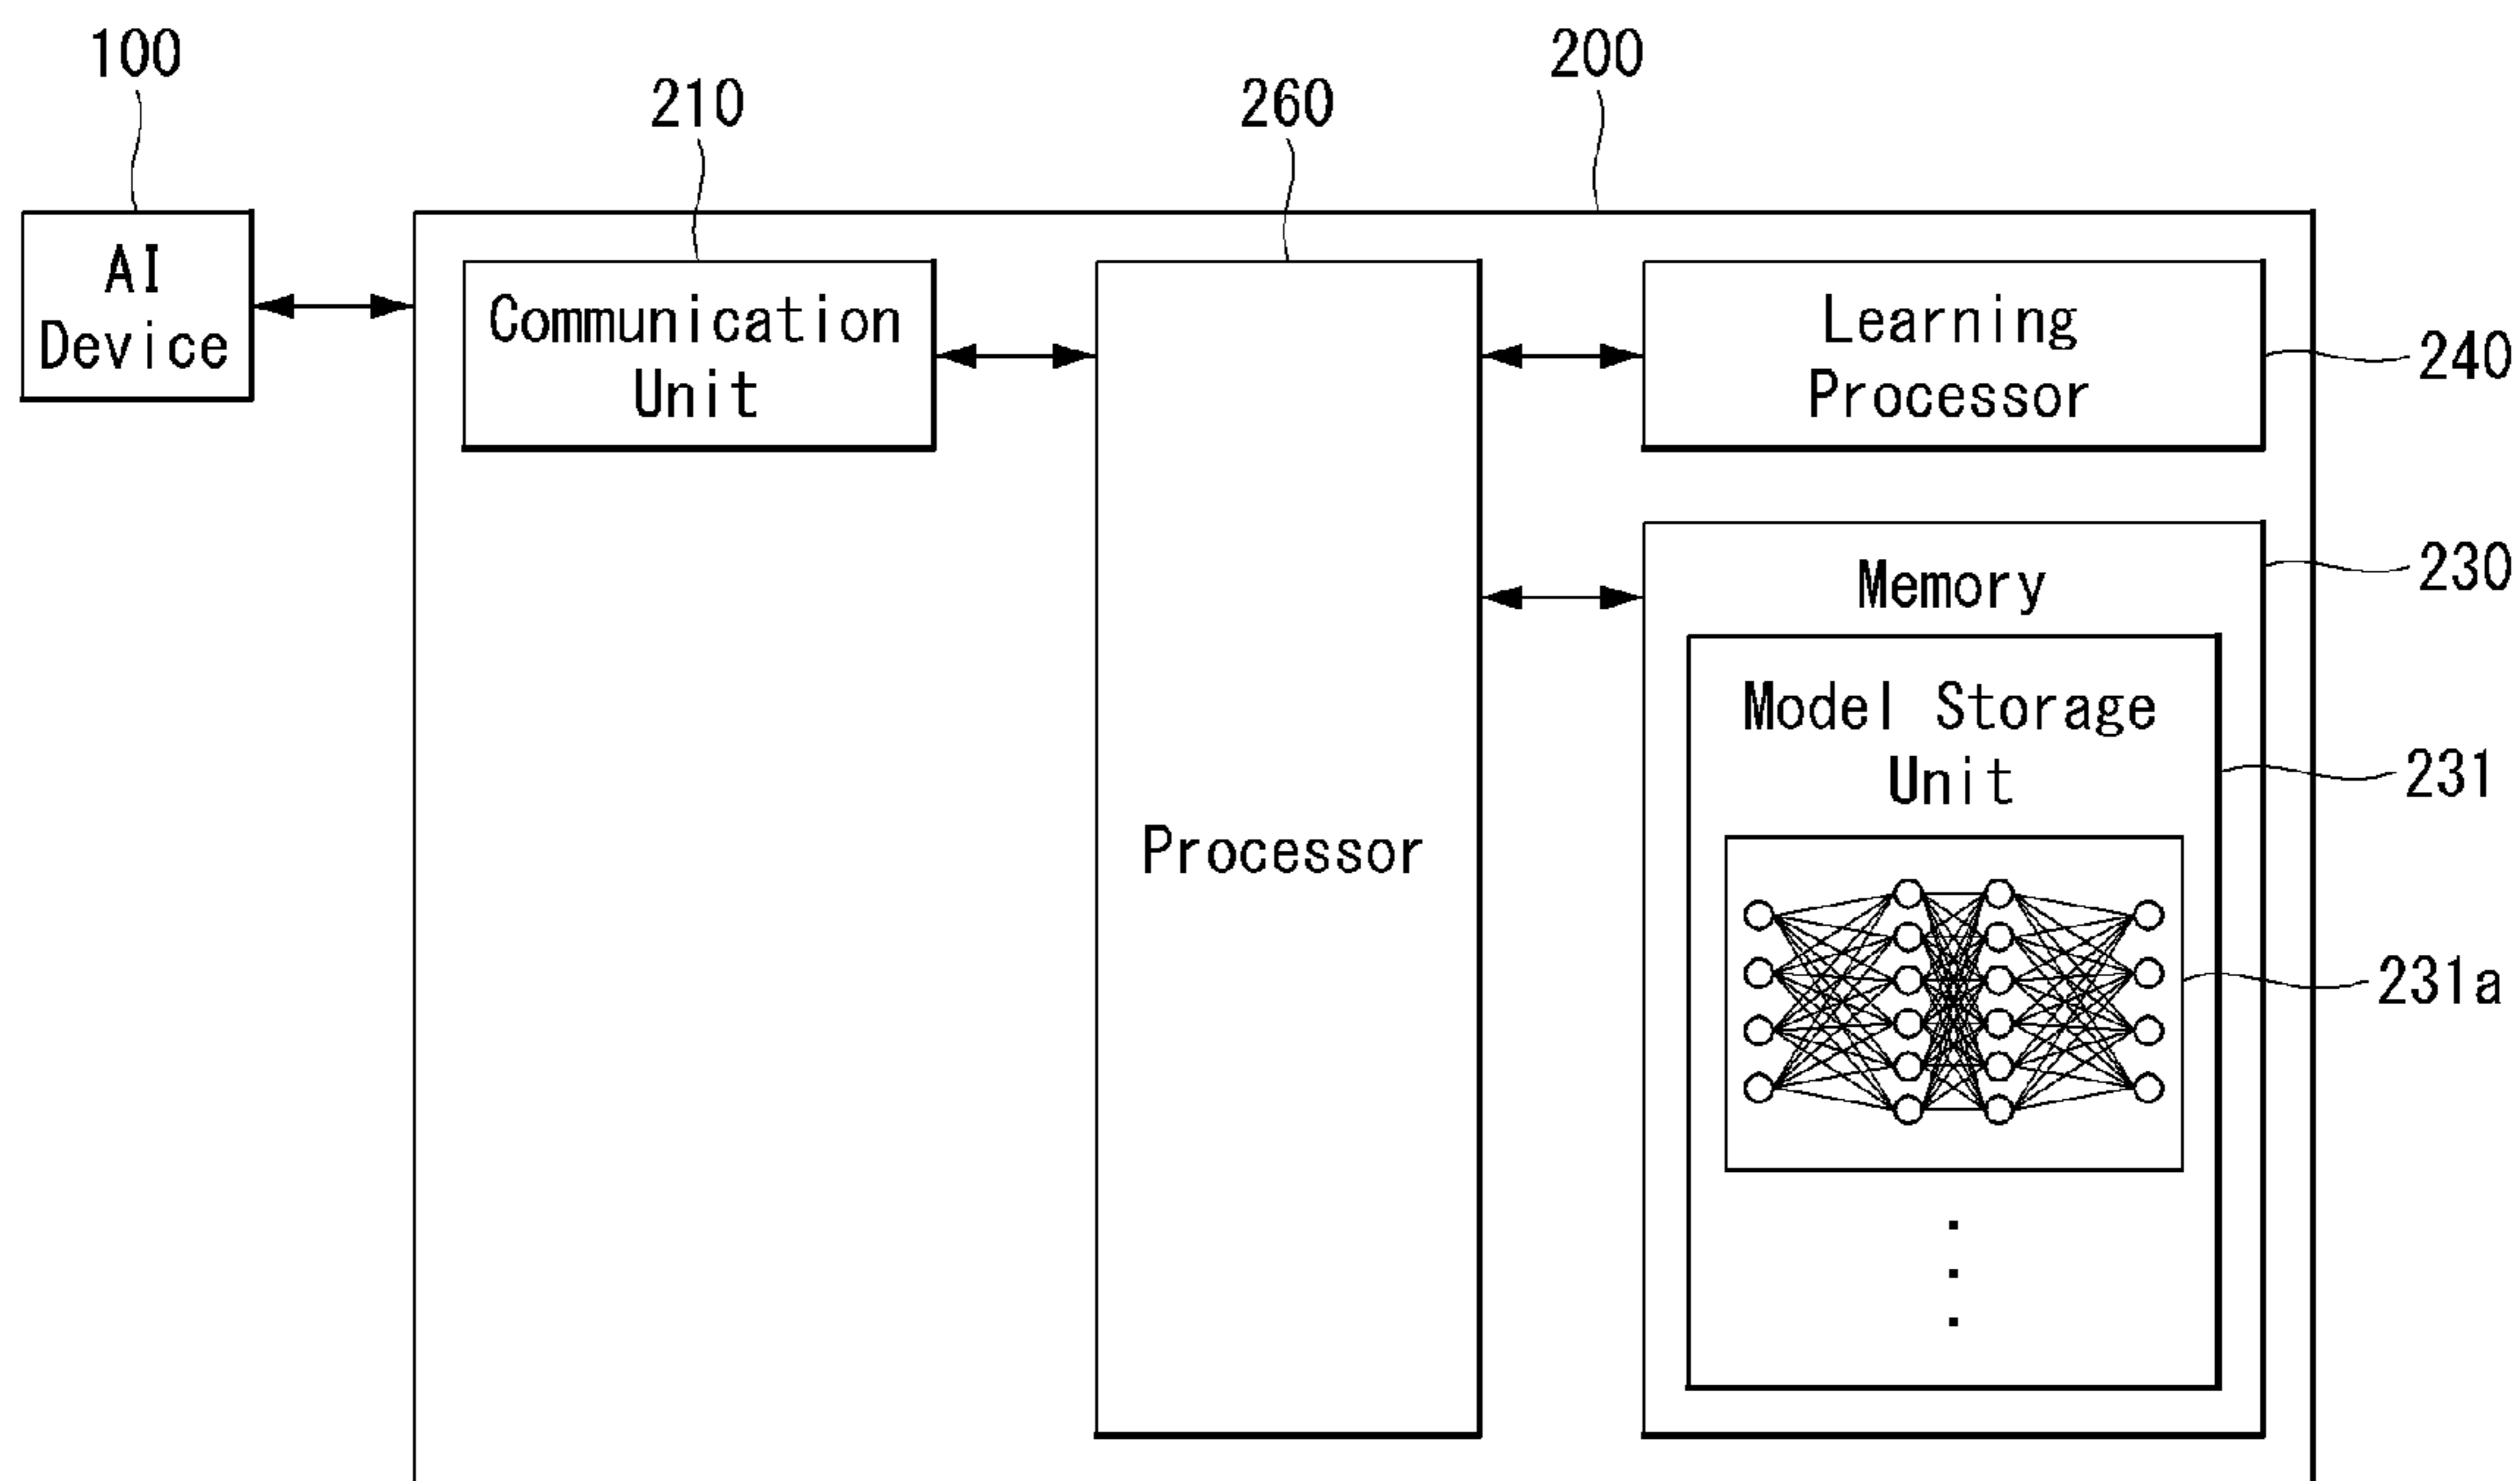 100
210
260
200
AI
Device
Communication
Unit
Learning
Processor
240
Memory
230
Model Storage
Unit
231
Processor
231a